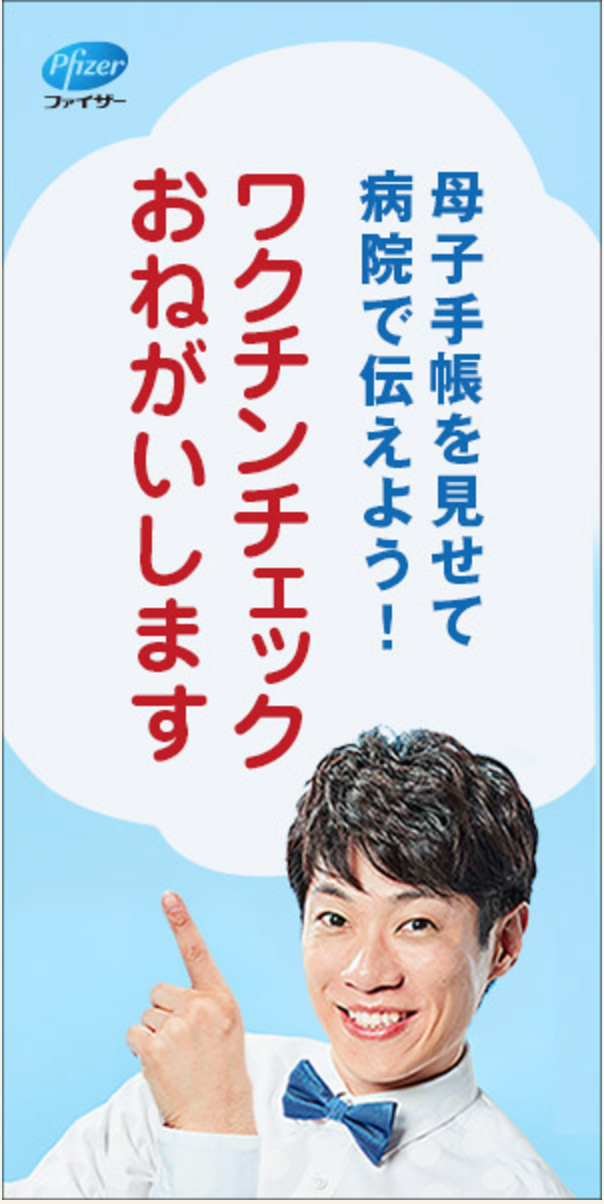 Pfizer
ファイザー
母子手帳を見せて
病院で伝えよう！
ワクチンチェック
おねがいします